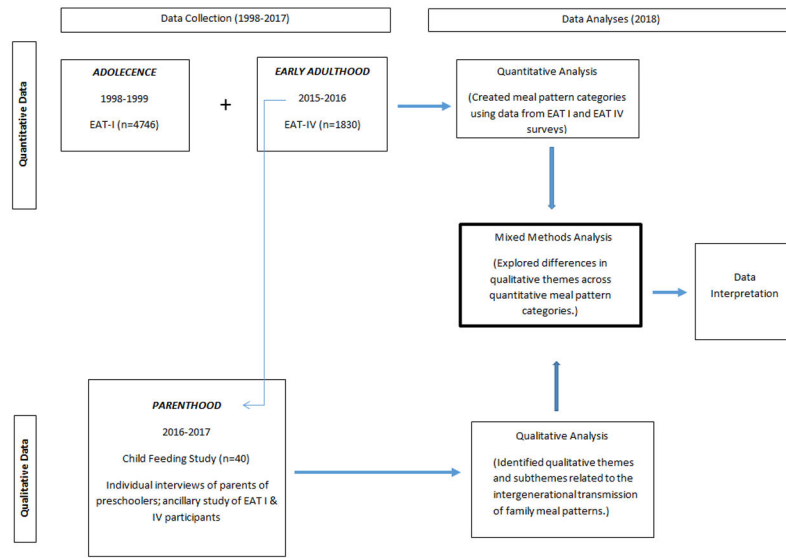 Data Collection (1998-2017)
Data Analyses (2018)
Quantitative Data
ADOLECENCE
1998-1999
EAT-I (n=4746)
+
EARLY ADULTHOOD
2015-2016
EAT-IV (n=1830)
Quantitative Analysis
(Created meal pattern categories
using data from EAT I and EAT IV
surveys)
Mixed Methods Analysis
(Explored differences in
qualitative themes across
quantitative meal pattern
categories.)
Data
Interpretation
Qualitative Data
PARENTHOOD
2016-2017
Child Feeding Study (n=40)
Individual interviews of parents of
preschoolers; ancillary study of EAT I &
IV participants
Qualitative Analysis
(Identified qualitative themes
and subthemes related to the
intergenerational transmission
of family meal patterns.)